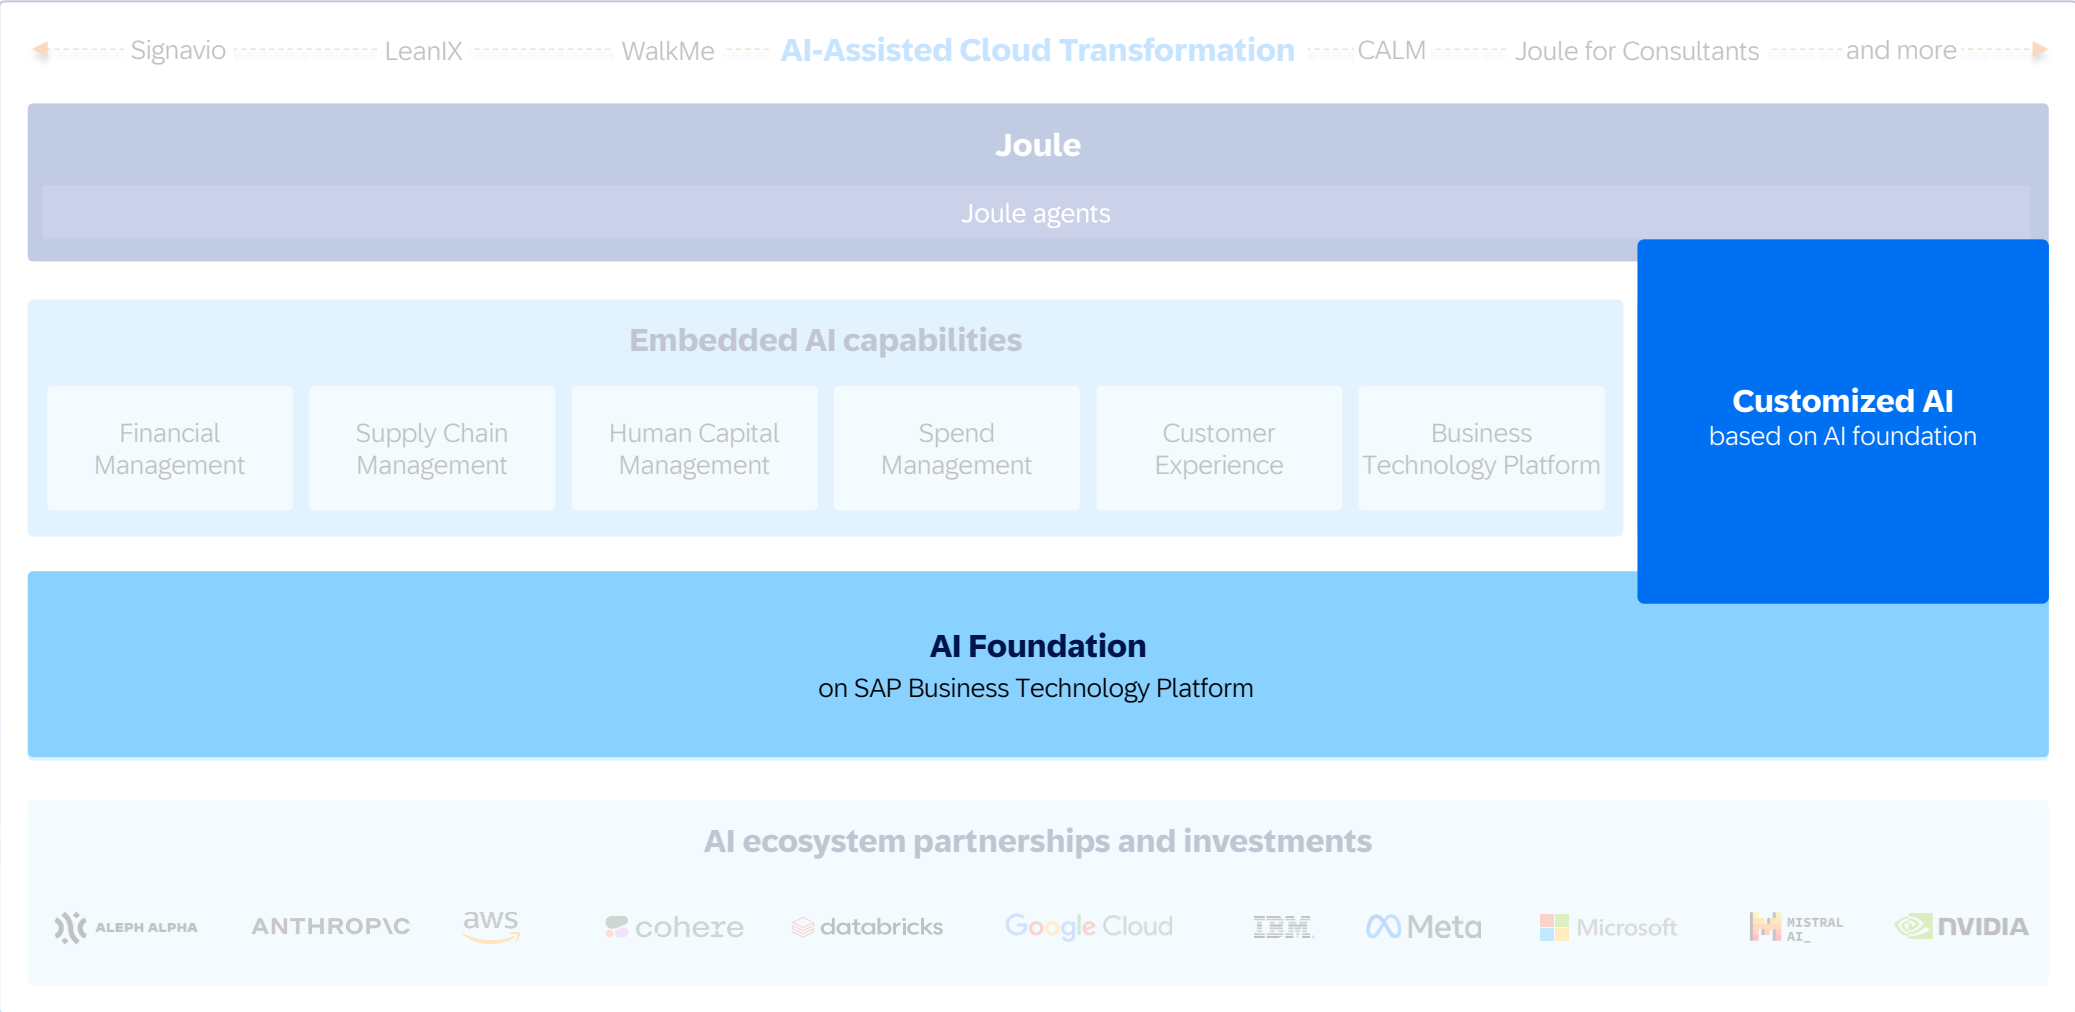 Signavio LeanIX WalkMe AI-Assisted Cloud Transformation CALM Joule for Consultants and more
Joule
Joule agents
Embedded AI capabilities
Financial
Management
Supply Chain
Management
Human Capital
Management
Spend
Management
Customer
Experience
Business
Technology Platform
Customized AI
based on AI foundation
AI Foundation
on SAP Business Technology Platform
AI ecosystem partnerships and investments
ALEPH ALPHA
ANTHROP\C
aws
cohere
databricks
Google Cloud
IBM
Meta
Microsoft
MISTRAL
AI_
NVIDIA